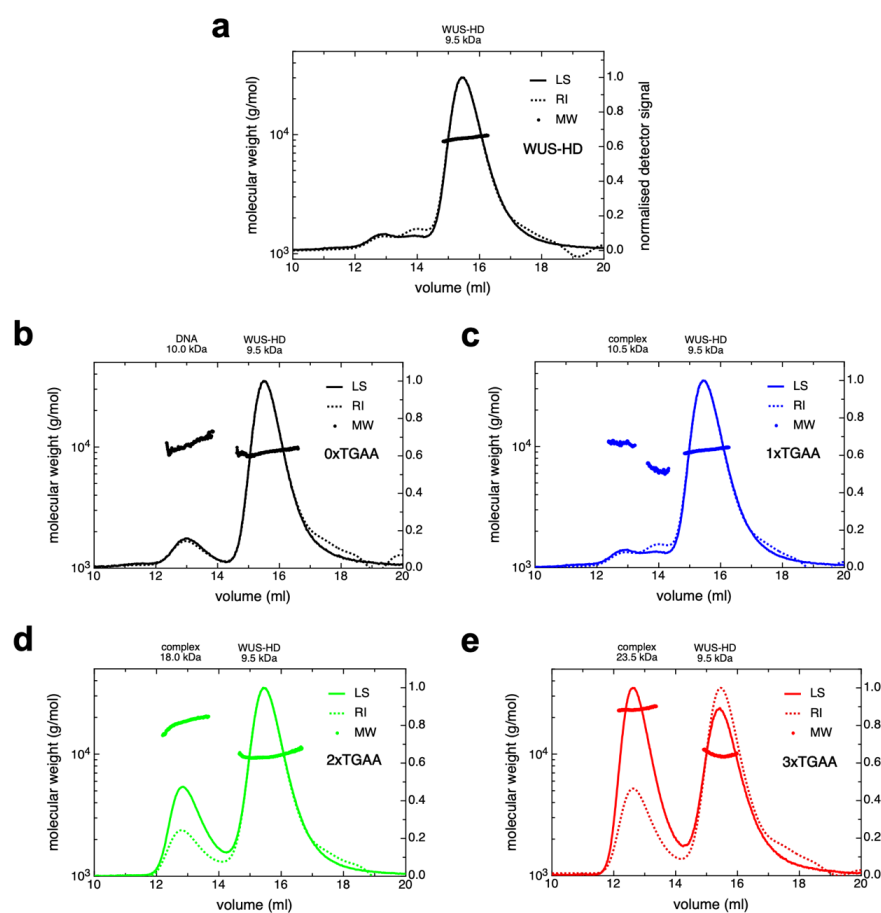 a
WUS-HD
9.5 kDa
molecular weight (g/mol)
10⁴
10³
LS
RI
MW
WUS-HD
1.0
0.8
0.6
0.4
0.2
0.0
normalised detector signal
10 12 14 16 18 20
volume (ml)
b
DNA
10.0 kDa
WUS-HD
9.5 kDa
molecular weight (g/mol)
10⁴
10³
LS
RI
MW
0xTGAA
1.0
0.8
0.6
0.4
0.2
0.0
10 12 14 16 18 20
volume (ml)
c
complex
10.5 kDa
WUS-HD
9.5 kDa
molecular weight (g/mol)
10⁴
10³
LS
RI
MW
1xTGAA
1.0
0.8
0.6
0.4
0.2
0.0
10 12 14 16 18 20
volume (ml)
d
complex
18.0 kDa
WUS-HD
9.5 kDa
molecular weight (g/mol)
10⁴
10³
LS
RI
MW
2xTGAA
1.0
0.8
0.6
0.4
0.2
0.0
10 12 14 16 18 20
volume (ml)
e
complex
23.5 kDa
WUS-HD
9.5 kDa
molecular weight (g/mol)
10⁴
10³
LS
RI
MW
3xTGAA
1.0
0.8
0.6
0.4
0.2
0.0
10 12 14 16 18 20
volume (ml)